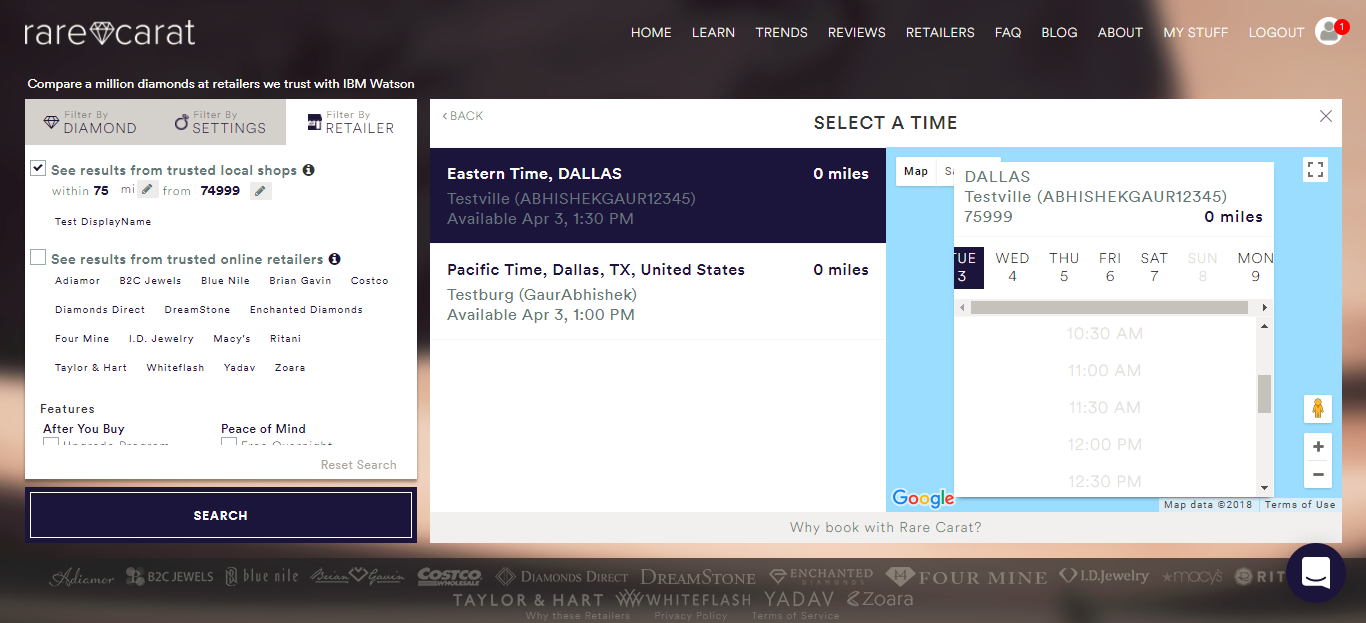 rare carat
HOME LEARN TRENDS REVIEWS RETAILERS FAQ BLOG ABOUT MY STUFF LOGOUT 1
Compare a million diamonds at retailers we trust with IBM Watson
Filter By
DIAMOND
Filter By
SETTINGS
Filter By
RETAILER
See results from trusted local shops
within 75 mi from 74999
Test DisplayName
See results from trusted online retailers
Adiamor B2C Jewels Blue Nile Brian Gavin Costco
Diamonds Direct DreamStone Enchanted Diamonds
Four Mine I.D. Jewelry Macy's Ritani
Taylor & Hart Whiteflash Yadav Zoara
Features
After You Buy Peace of Mind
Upgrade Program Free Overnight
Reset Search
SEARCH
BACK
SELECT A TIME
Eastern Time, DALLAS 0 miles
Testville (ABHISHEKGAUR12345)
Available Apr 3, 1:30 PM
Pacific Time, Dallas, TX, United States 0 miles
Testburg (GaurAbhishek)
Available Apr 3, 1:00 PM
Map
DALLAS
Testville (ABHISHEKGAUR12345)
75999 0 miles
TUE WED THU FRI SAT SUN MON
3 4 5 6 7 8 9
10:30 AM
11:00 AM
11:30 AM
12:00 PM
12:30 PM
Google
Map data ©2018 Terms of Use
Why book with Rare Carat?
Adiamor B2C JEWELS blue nile Brian Gavin COSTCO WHOLESALE DIAMONDS DIRECT DREAMSTONE ENCHANTED DIAMONDS FOUR MINE I.D.Jewelry macy's RIT
TAYLOR & HART WHITEFLASH YADAV Zoara
Why these Retailers Privacy Policy Terms of Service